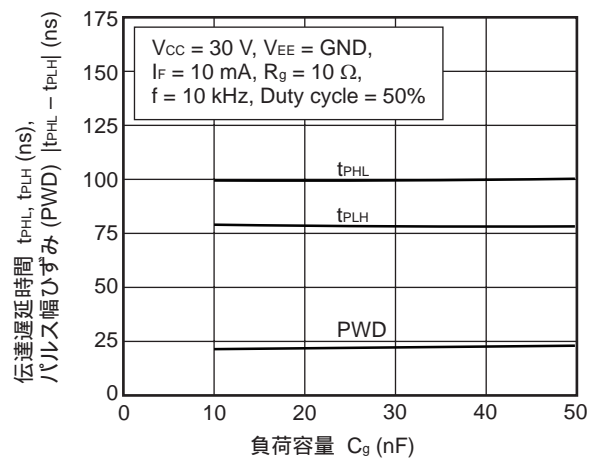 伝達遅延時間 tPHL, tPLH (ns),
パルス幅ひずみ (PWD) |tPHL – tPLH| (ns)
175
150
125
100
75
50
25
0
VCC = 30 V, VEE = GND,
IF = 10 mA, Rg = 10 Ω,
f = 10 kHz, Duty cycle = 50%
tPHL
tPLH
PWD
0 10 20 30 40 50
負荷容量 Cg (nF)